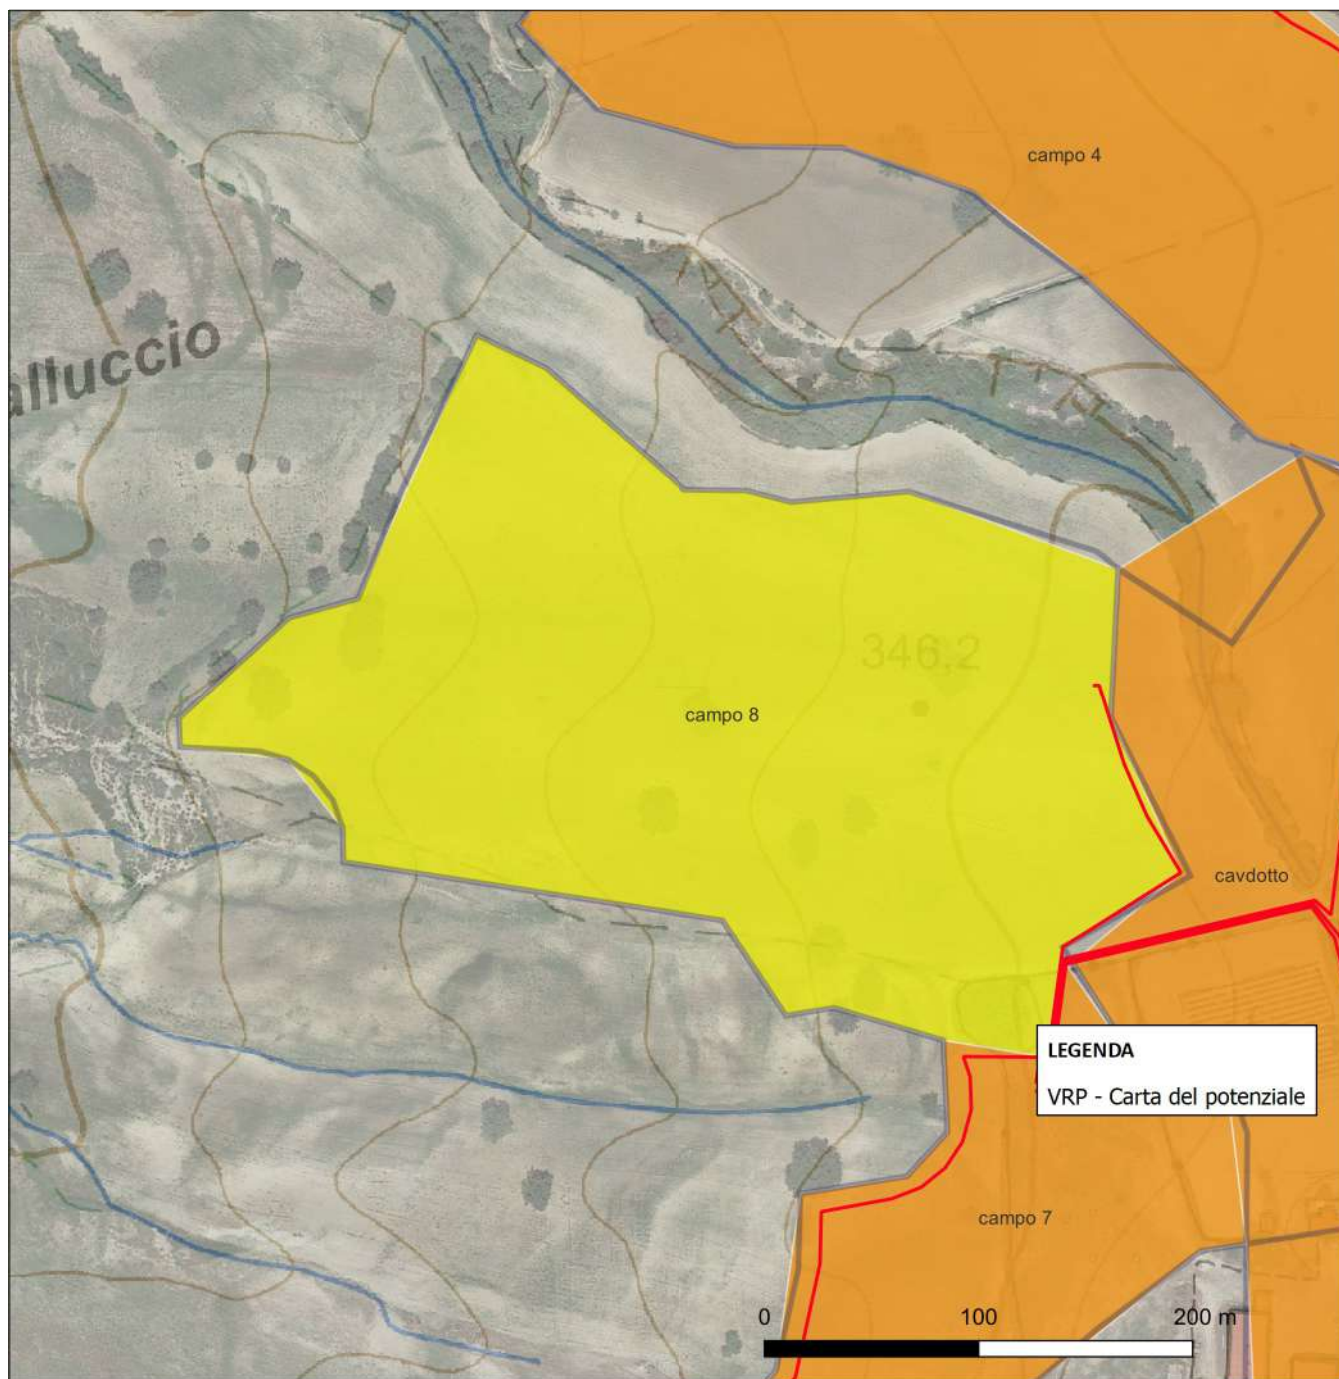 campo 4
alluccio
346,2
campo 8
cavdotto
LEGENDA
VRP - Carta del potenziale
campo 7
0 100 200 m